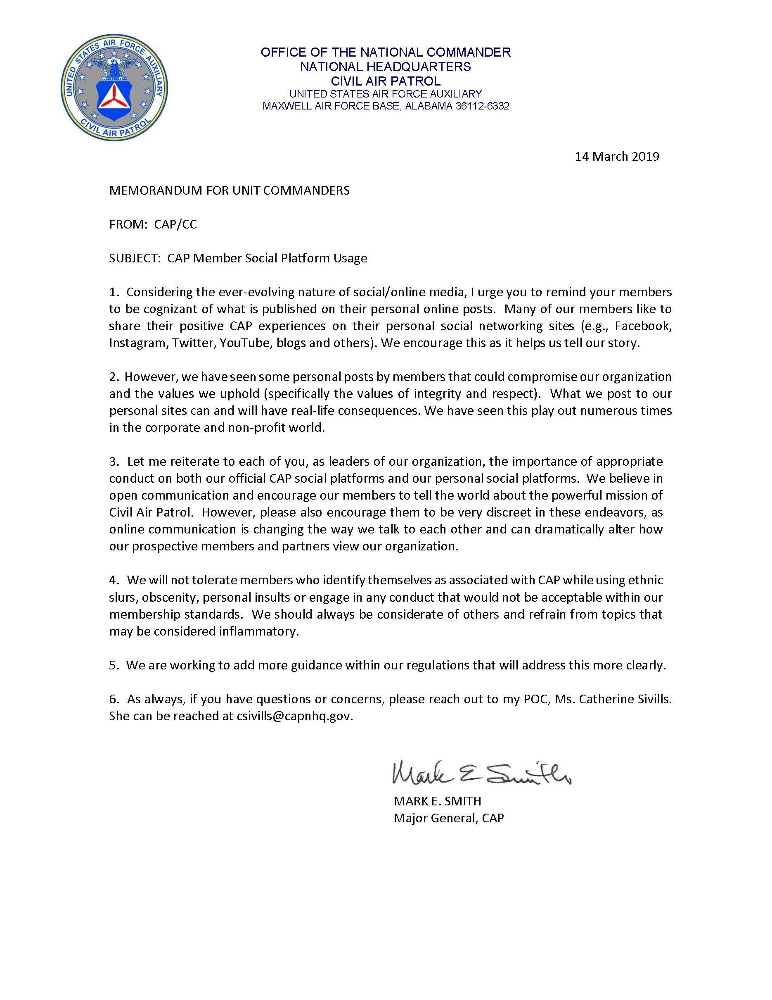 UNITED STATES AIR FORCE AUXILIARY
CIVIL AIR PATROL
OFFICE OF THE NATIONAL COMMANDER
NATIONAL HEADQUARTERS
CIVIL AIR PATROL
UNITED STATES AIR FORCE AUXILIARY
MAXWELL AIR FORCE BASE, ALABAMA 36112-6332
14 March 2019
MEMORANDUM FOR UNIT COMMANDERS
FROM:  CAP/CC
SUBJECT:  CAP Member Social Platform Usage
1.  Considering the ever-evolving nature of social/online media, I urge you to remind your members
to be cognizant of what is published on their personal online posts.  Many of our members like to
share their positive CAP experiences on their personal social networking sites (e.g., Facebook,
Instagram, Twitter, YouTube, blogs and others). We encourage this as it helps us tell our story.
2.  However, we have seen some personal posts by members that could compromise our organization
and the values we uphold (specifically the values of integrity and respect).  What we post to our
personal sites can and will have real-life consequences. We have seen this play out numerous times
in the corporate and non-profit world.
3.  Let me reiterate to each of you, as leaders of our organization, the importance of appropriate
conduct on both our official CAP social platforms and our personal social platforms.  We believe in
open communication and encourage our members to tell the world about the powerful mission of
Civil Air Patrol.  However, please also encourage them to be very discreet in these endeavors, as
online communication is changing the way we talk to each other and can dramatically alter how
our prospective members and partners view our organization.
4.  We will not tolerate members who identify themselves as associated with CAP while using ethnic
slurs, obscenity, personal insults or engage in any conduct that would not be acceptable within our
membership standards.  We should always be considerate of others and refrain from topics that
may be considered inflammatory.
5.  We are working to add more guidance within our regulations that will address this more clearly.
6.  As always, if you have questions or concerns, please reach out to my POC, Ms. Catherine Sivills.
She can be reached at csivills@capnhq.gov.
Mark E Smith
MARK E. SMITH
Major General, CAP